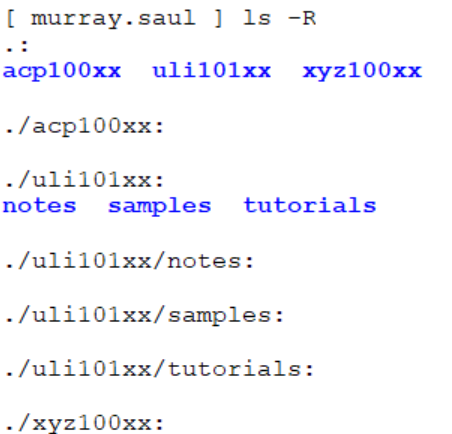 [ murray.saul ] ls -R
.:
acp100xx  uli101xx  xyz100xx
./acp100xx:
./uli101xx:
notes  samples  tutorials
./uli101xx/notes:
./uli101xx/samples:
./uli101xx/tutorials:
./xyz100xx: